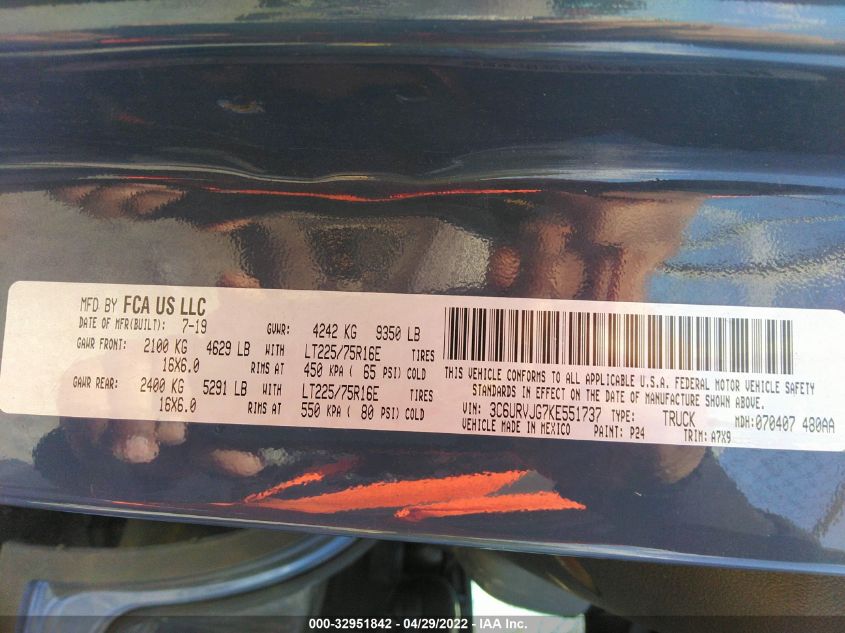 MFD BY FCA US LLC
DATE OF MFR(BUILT): 7-19 GVWR: 4242 KG 9350 LB
GAWR FRONT: 2100 KG 4629 LB WITH LT225/75R16E TIRES
16X6.0 RIMS AT 450 KPA ( 65 PSI) COLD
GAWR REAR: 2400 KG 5291 LB WITH LT225/75R16E TIRES
16X6.0 RIMS AT 550 KPA ( 80 PSI) COLD
THIS VEHICLE CONFORMS TO ALL APPLICABLE U.S.A. FEDERAL MOTOR VEHICLE SAFETY
STANDARDS IN EFFECT ON THE DATE OF MANUFACTURE SHOWN ABOVE.
VIN: 3C6URVJG7KE551737 TYPE: TRUCK MDH:070407 480AA
VEHICLE MADE IN MEXICO PAINT: P24 TRIM: A7X9
000-32951842 - 04/29/2022 - IAA Inc.